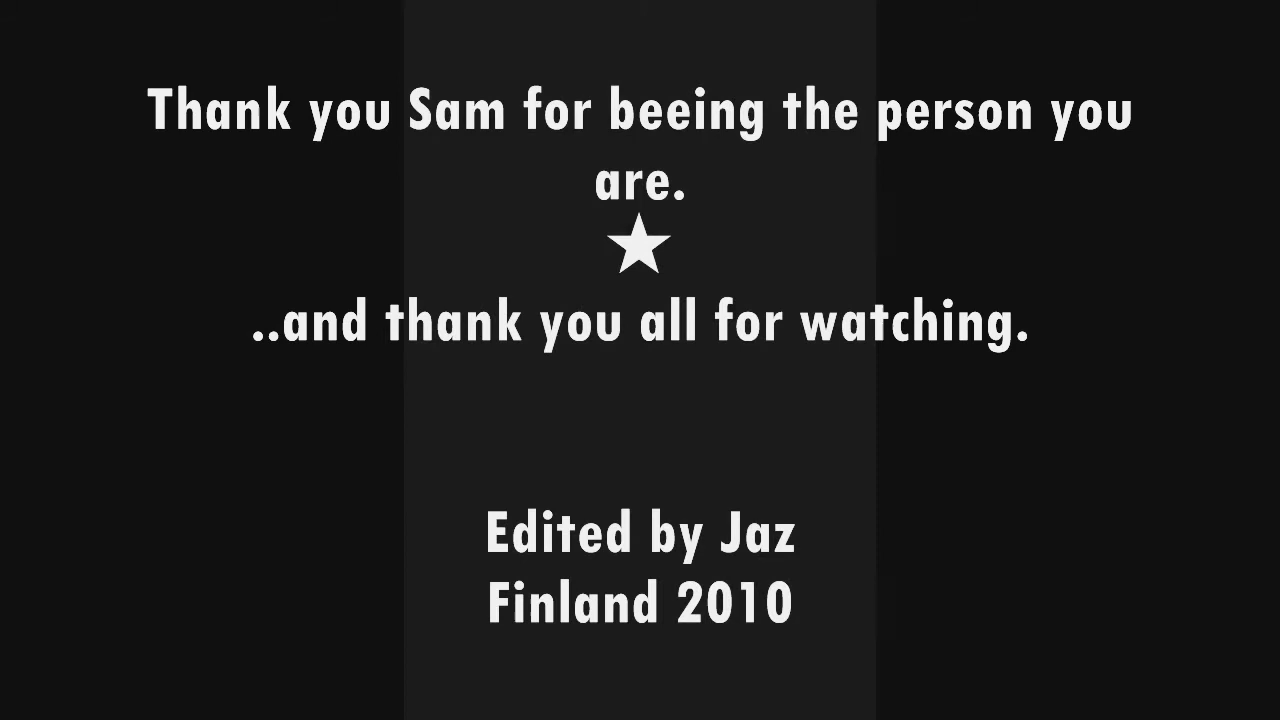 Thank you Sam for beeing the person you
are.
..and thank you all for watching.
Edited by Jaz
Finland 2010